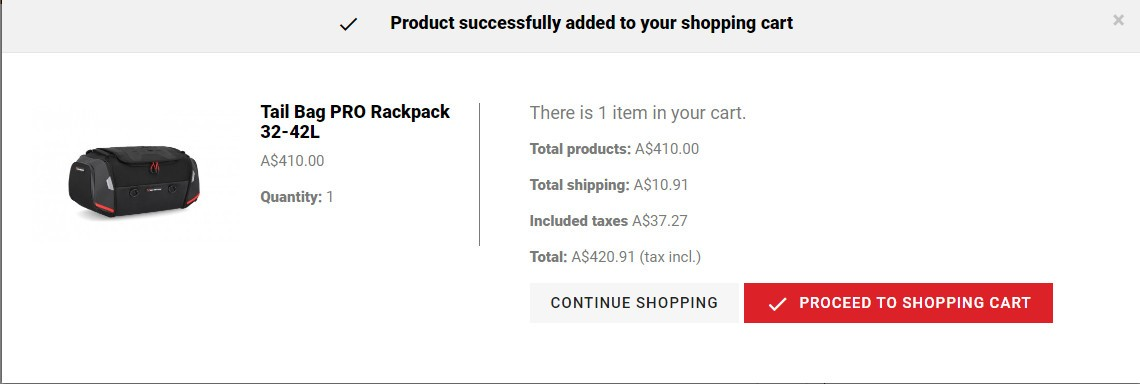 Product successfully added to your shopping cart
×
Tail Bag PRO Rackpack
32-42L
A$410.00
Quantity: 1
There is 1 item in your cart.
Total products: A$410.00
Total shipping: A$10.91
Included taxes A$37.27
Total: A$420.91 (tax incl.)
CONTINUE SHOPPING
PROCEED TO SHOPPING CART